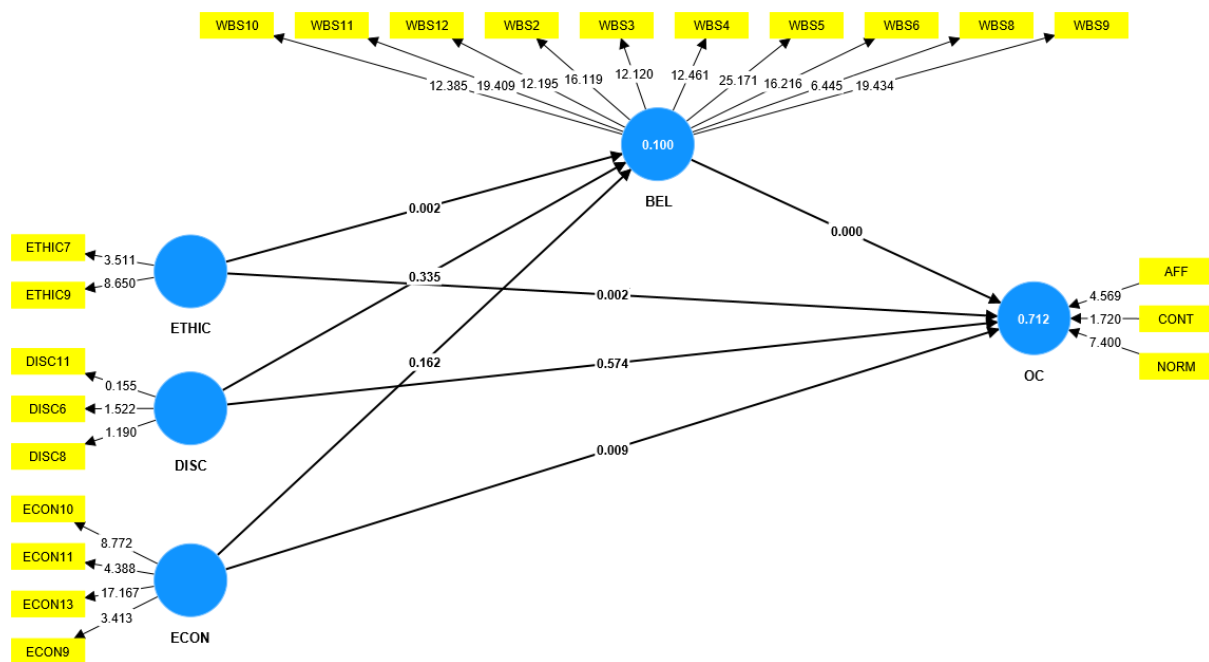 WBS10 WBS11 WBS12 WBS2 WBS3 WBS4 WBS5 WBS6 WBS8 WBS9
12.385 19.409 12.195 16.119 12.120 12.461 25.171 16.216 6.445 19.434
0.100
BEL
0.002
0.000
ETHIC7
3.511
ETHIC9
8.650
ETHIC
0.335
0.002
AFF
4.569
CONT
1.720
NORM
7.400
0.712
OC
DISC11
0.155
DISC6
1.522
DISC8
1.190
DISC
0.162
0.574
0.009
ECON10
8.772
ECON11
4.388
ECON13
17.167
ECON9
3.413
ECON